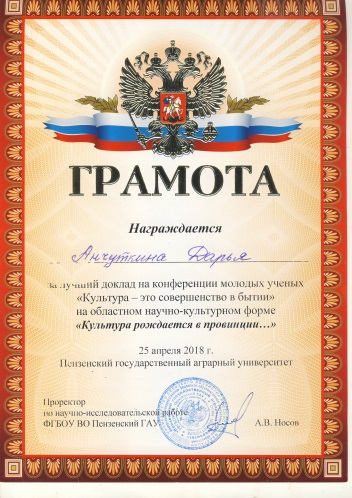 ГРАМОТА
Награждается
Анчуткина Дарья
за лучший доклад на конференции молодых ученых
«Культура – это совершенство в бытии»
на областном научно-культурном форме
«Культура рождается в провинции…»
25 апреля 2018 г.
Пензенский государственный аграрный университет
Проректор
по научно-исследовательской работе
ФГБОУ ВО Пензенский ГАУ
А.В. Носов